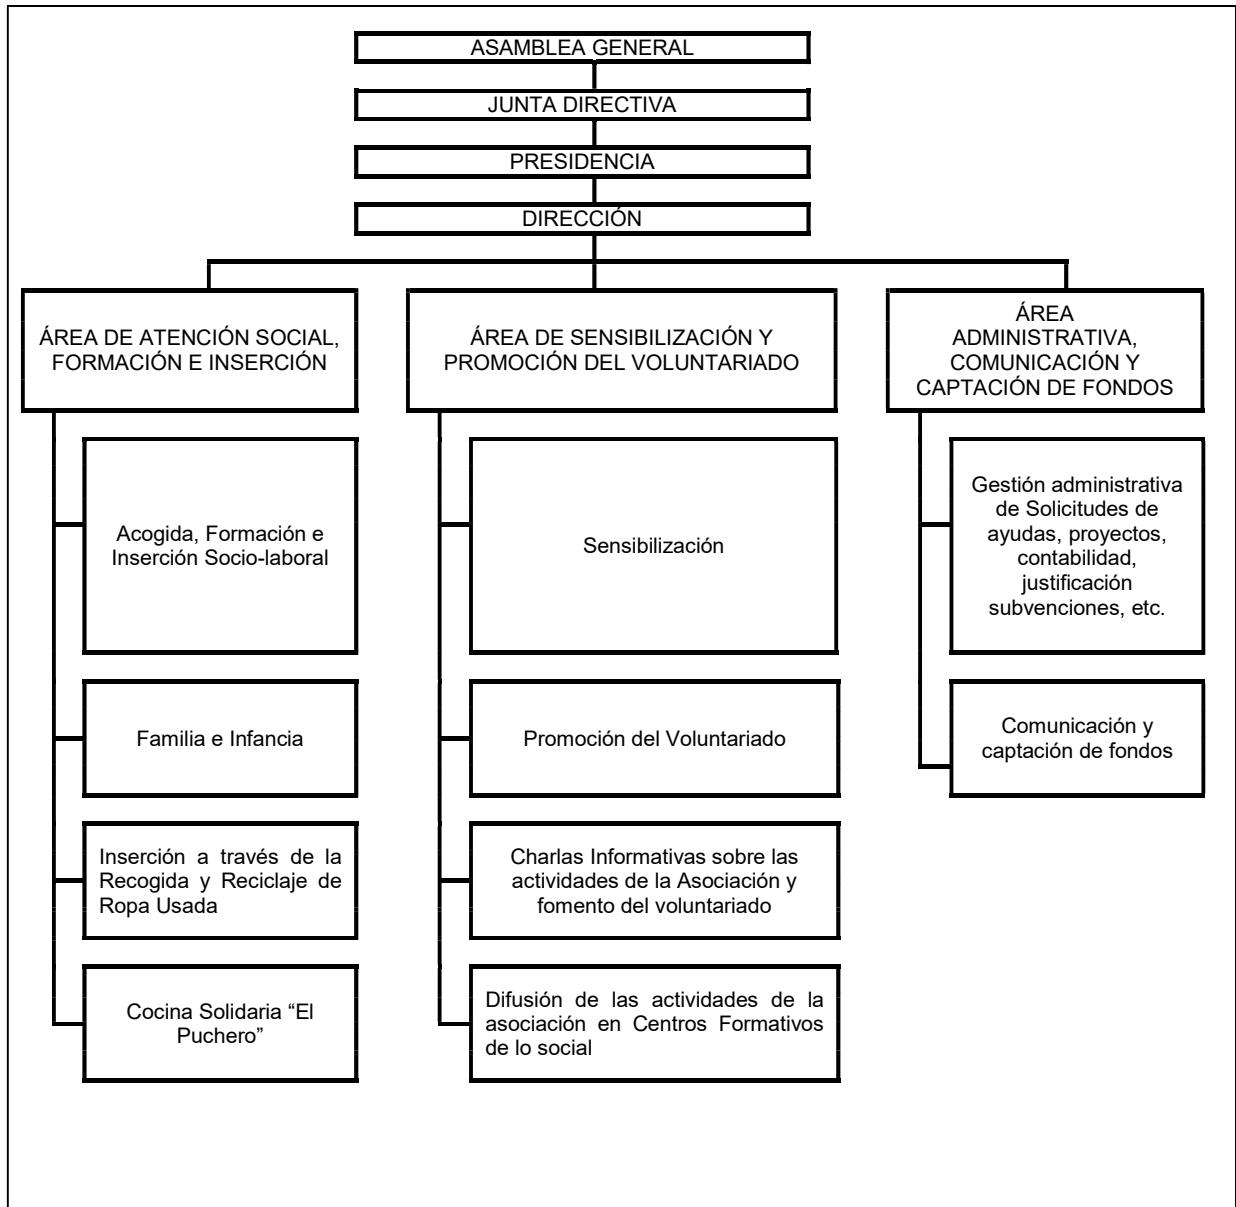 ASAMBLEA GENERAL
JUNTA DIRECTIVA
PRESIDENCIA
DIRECCIÓN
ÁREA DE ATENCIÓN SOCIAL,
FORMACIÓN E INSERCIÓN
ÁREA DE SENSIBILIZACIÓN Y
PROMOCIÓN DEL VOLUNTARIADO
ÁREA
ADMINISTRATIVA,
COMUNICACIÓN Y
CAPTACIÓN DE FONDOS
Acogida, Formación e
Inserción Socio-laboral
Sensibilización
Gestión administrativa
de Solicitudes de
ayudas, proyectos,
contabilidad,
justificación
subvenciones, etc.
Familia e Infancia
Promoción del Voluntariado
Comunicación y
captación de fondos
Inserción a través de la
Recogida y Reciclaje de
Ropa Usada
Charlas Informativas sobre las
actividades de la Asociación y
fomento del voluntariado
Cocina Solidaria “El
Puchero”
Difusión de las actividades de la
asociación en Centros Formativos
de lo social